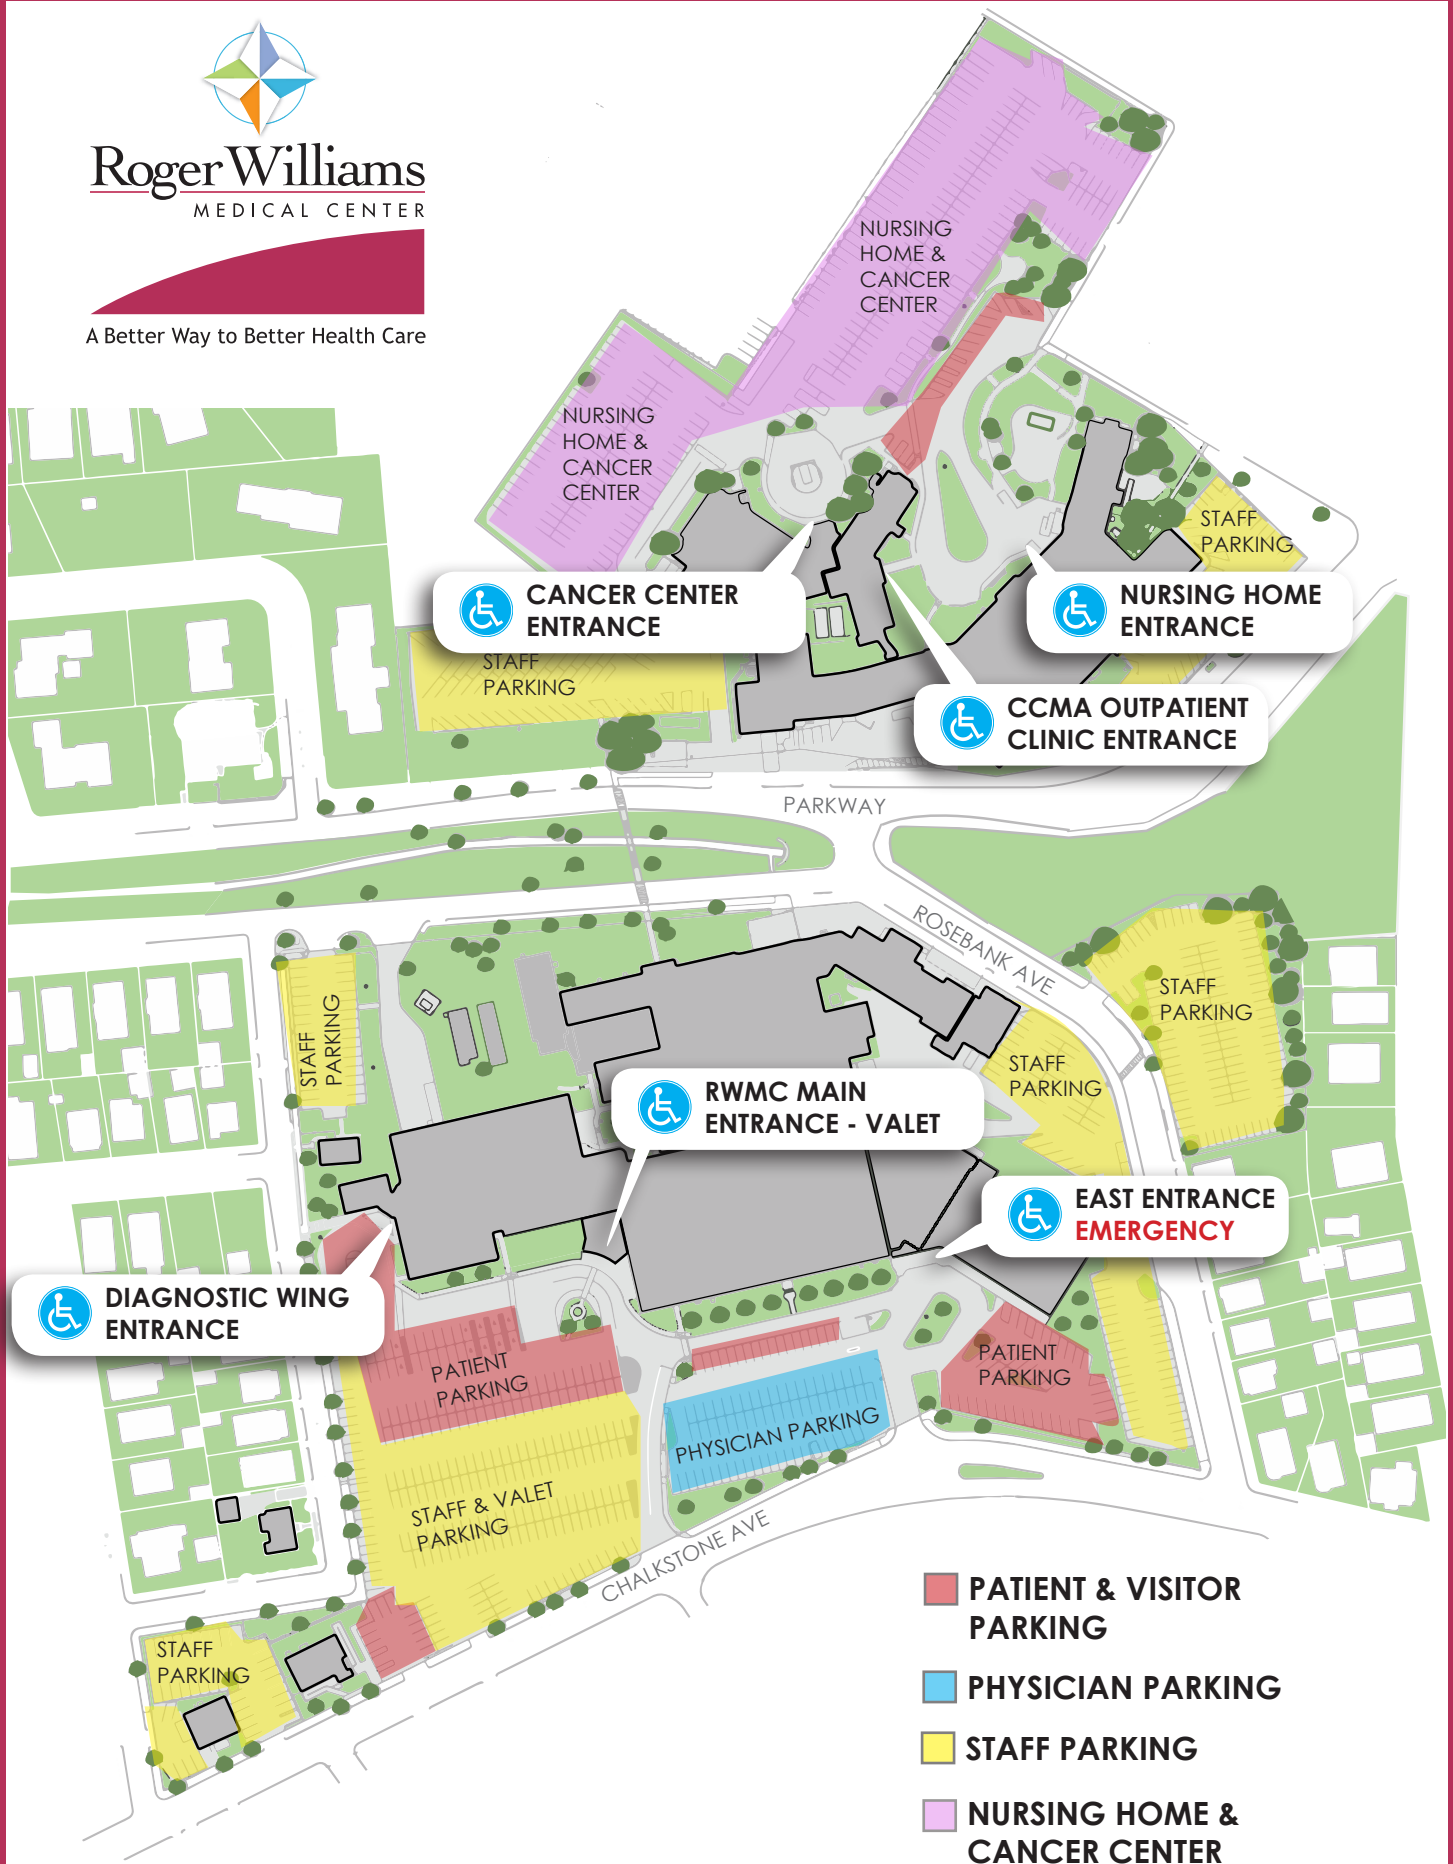 Roger Williams
MEDICAL CENTER
A Better Way to Better Health Care
NURSING
HOME &
CANCER
CENTER
NURSING
HOME &
CANCER
CENTER
STAFF
PARKING
CANCER CENTER
ENTRANCE
NURSING HOME
ENTRANCE
STAFF
PARKING
CCMA OUTPATIENT
CLINIC ENTRANCE
PARKWAY
ROSEBANK AVE
STAFF
PARKING
STAFF
PARKING
STAFF
PARKING
RWMC MAIN
ENTRANCE - VALET
EAST ENTRANCE
EMERGENCY
DIAGNOSTIC WING
ENTRANCE
PATIENT
PARKING
PATIENT
PARKING
PHYSICIAN PARKING
STAFF & VALET
PARKING
CHALKSTONE AVE
STAFF
PARKING
PATIENT & VISITOR
PARKING
PHYSICIAN PARKING
STAFF PARKING
NURSING HOME &
CANCER CENTER